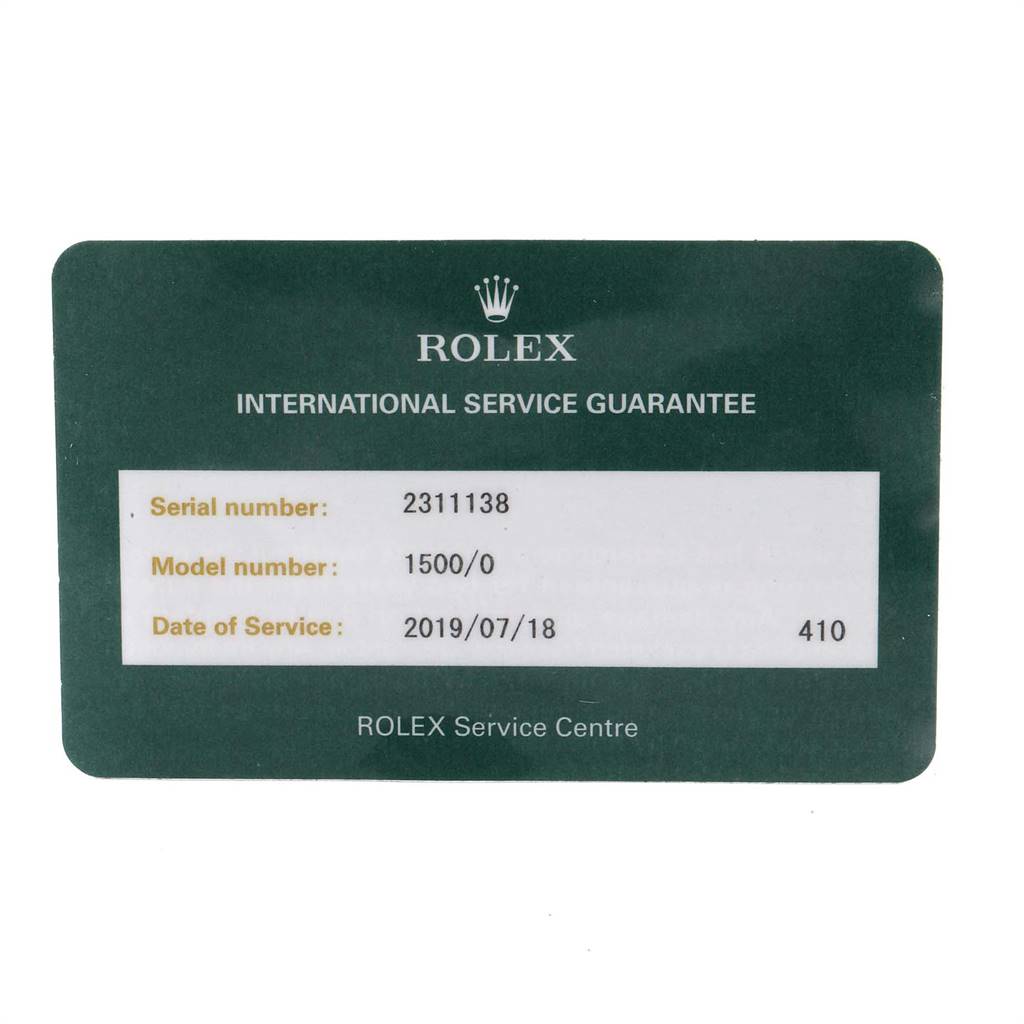 ROLEX
INTERNATIONAL SERVICE GUARANTEE
Serial number: 2311138
Model number: 1500/0
Date of Service: 2019/07/18 410
ROLEX Service Centre